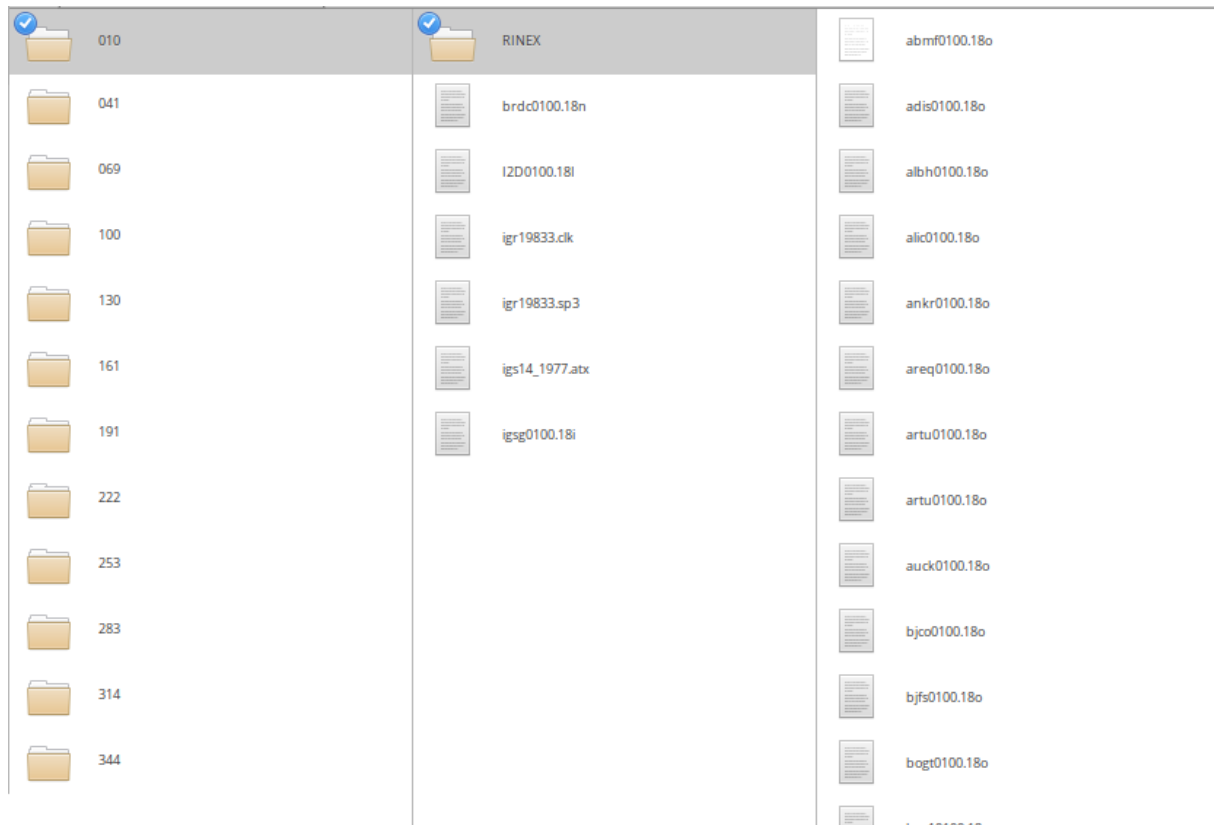 010
041
069
100
130
161
191
222
253
283
314
344
RINEX
brdc0100.18n
I2D0100.18I
igr19833.clk
igr19833.sp3
igs14_1977.atx
igsg0100.18i
abmf0100.18o
adis0100.18o
albh0100.18o
alic0100.18o
ankr0100.18o
areq0100.18o
artu0100.18o
artu0100.18o
auck0100.18o
bjco0100.18o
bjfs0100.18o
bogt0100.18o